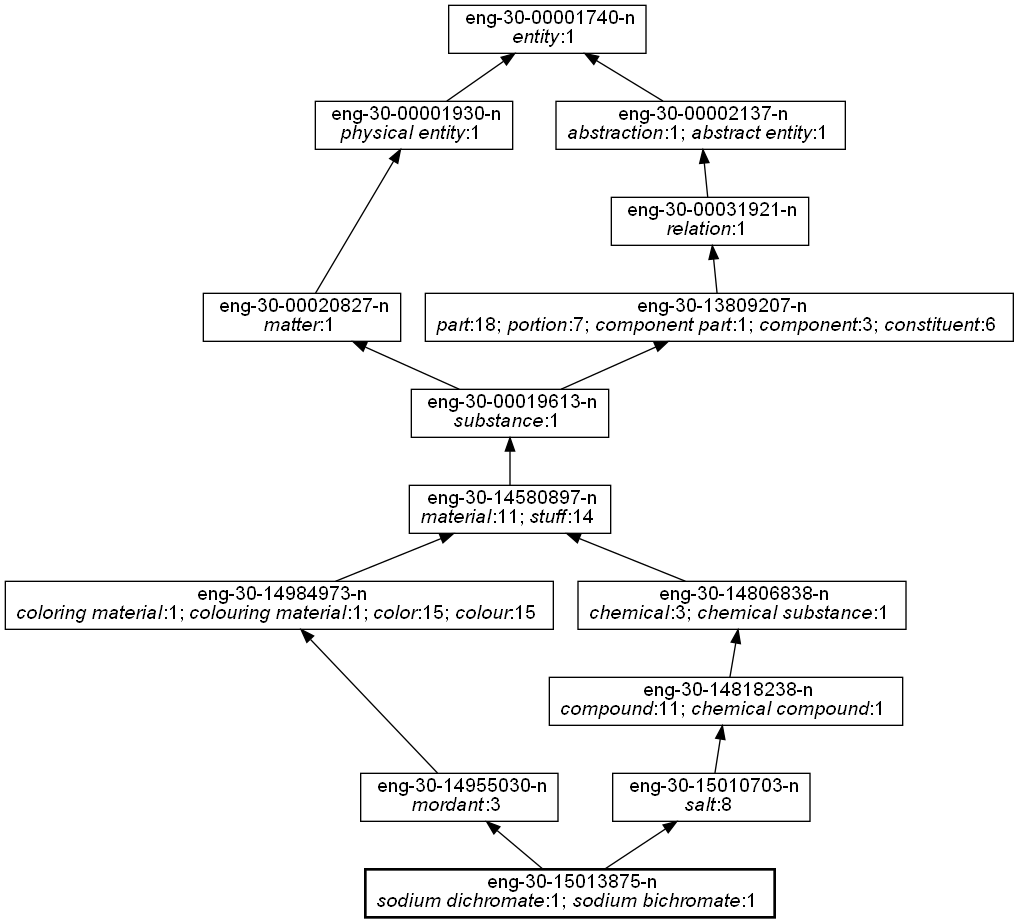 eng-30-00001740-n
entity:1
eng-30-00001930-n
physical entity:1
eng-30-00002137-n
abstraction:1; abstract entity:1
eng-30-00031921-n
relation:1
eng-30-00020827-n
matter:1
eng-30-13809207-n
part:18; portion:7; component part:1; component:3; constituent:6
eng-30-00019613-n
substance:1
eng-30-14580897-n
material:11; stuff:14
eng-30-14984973-n
coloring material:1; colouring material:1; color:15; colour:15
eng-30-14806838-n
chemical:3; chemical substance:1
eng-30-14818238-n
compound:11; chemical compound:1
eng-30-14955030-n
mordant:3
eng-30-15010703-n
salt:8
eng-30-15013875-n
sodium dichromate:1; sodium bichromate:1